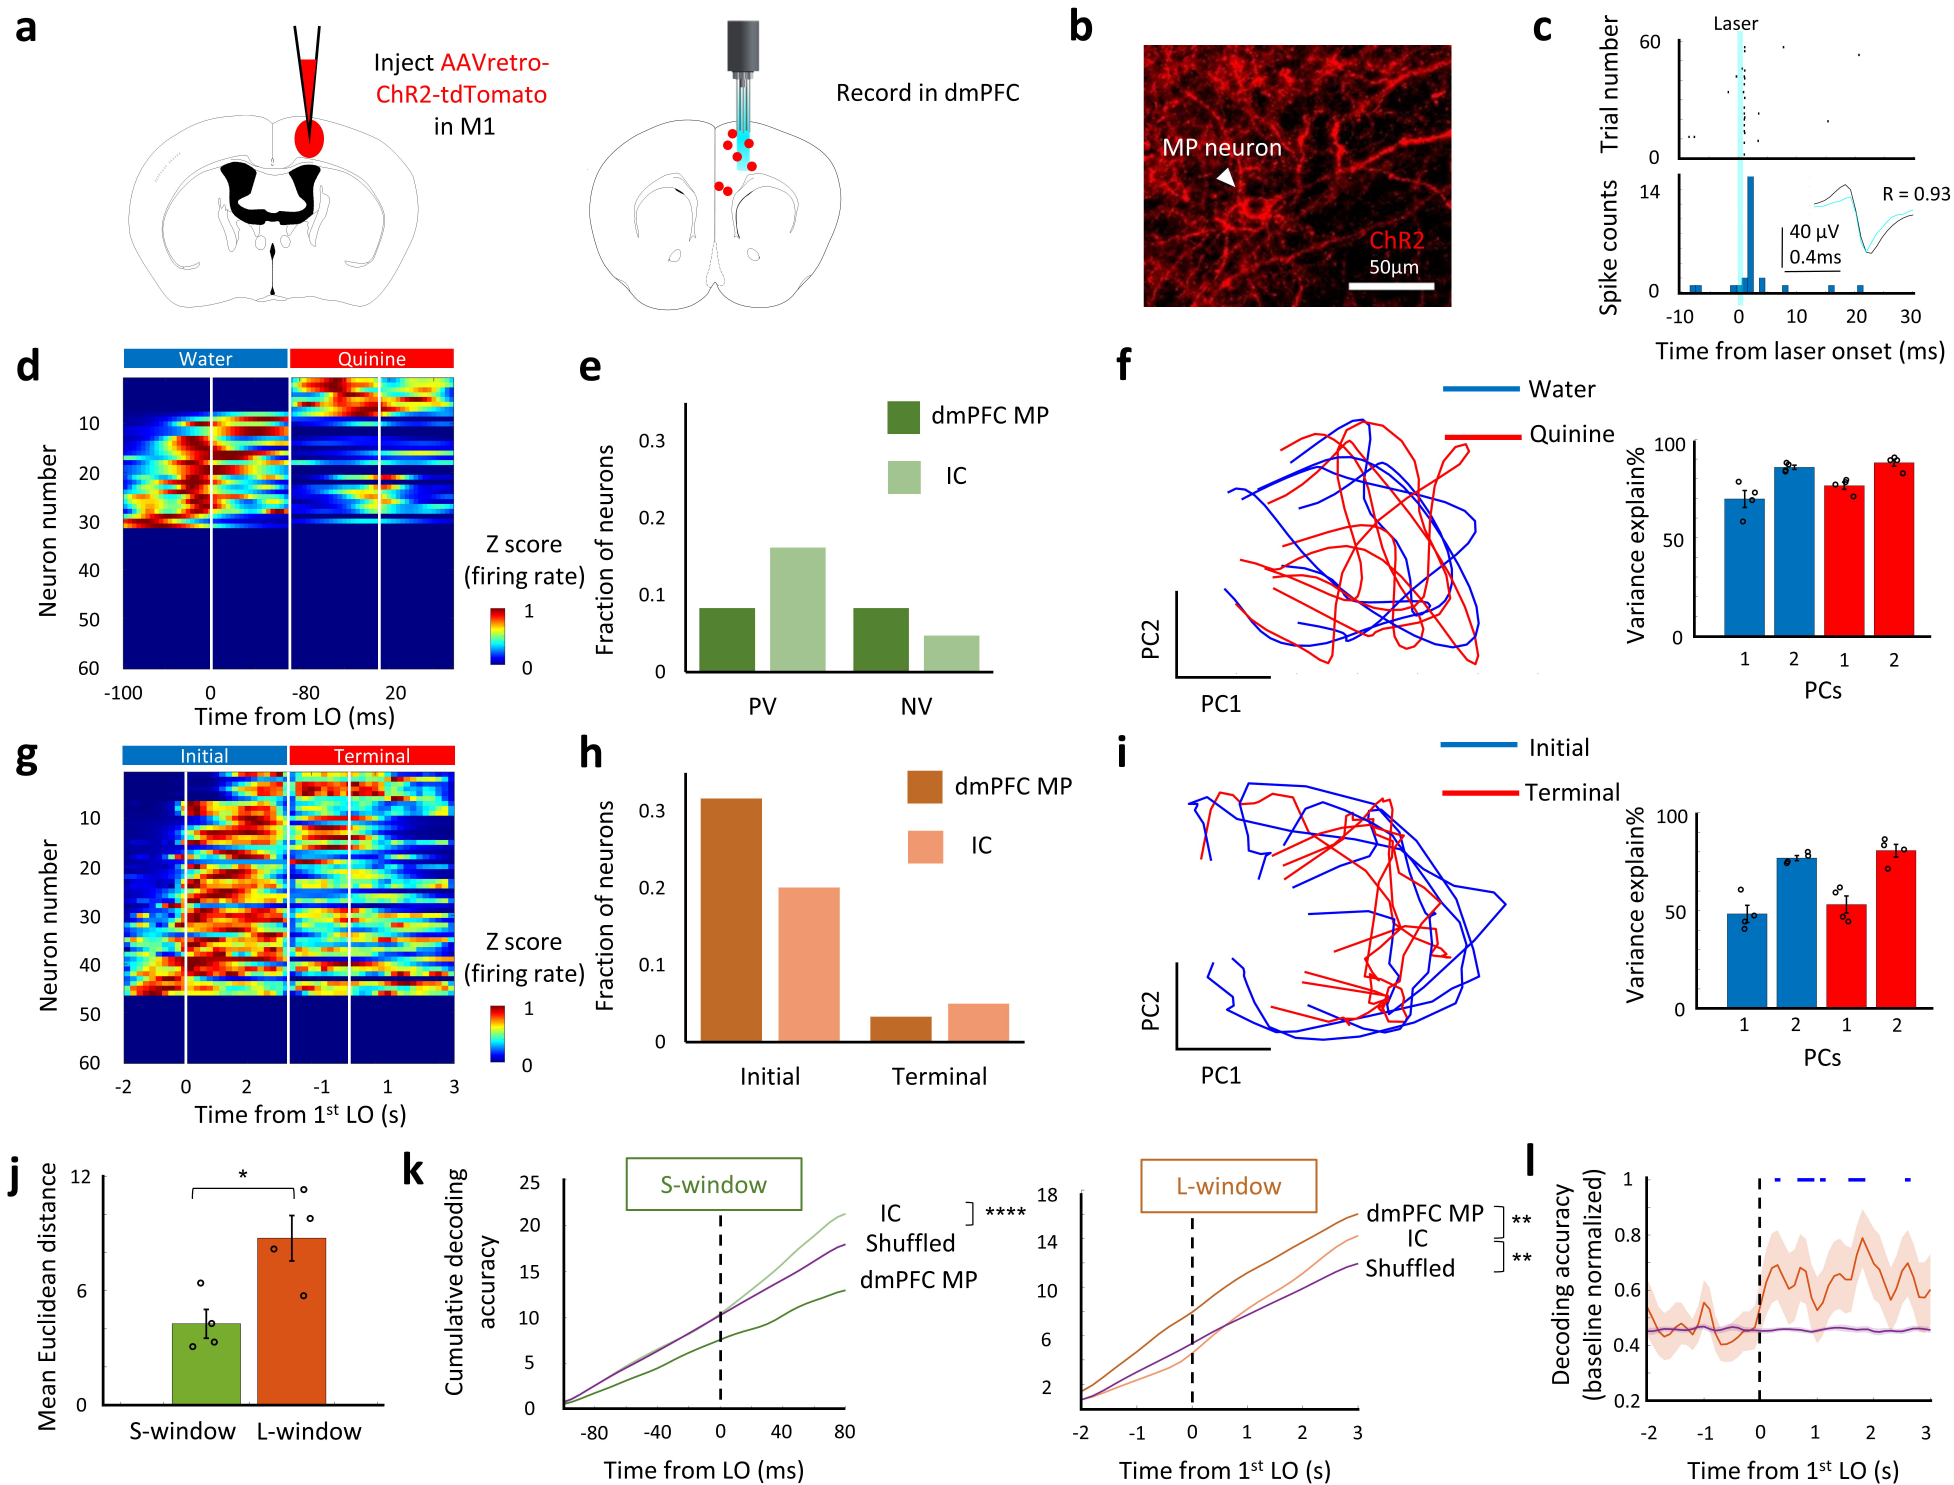 a
Inject AAVretro-
ChR2-tdTomato
in M1
Record in dmPFC
b
MP neuron
ChR2
50µm
c
Laser
60
Trial number
0
14
Spike counts
0
R = 0.93
40 µV
0.4ms
-10 0 10 20 30
Time from laser onset (ms)
d
Water Quinine
Neuron number
10
20
30
40
50
60
-100 0 -80 20
Time from LO (ms)
Z score
(firing rate)
1
0
e
Fraction of neurons
0.3
0.2
0.1
0
dmPFC MP
IC
PV NV
f
Water
Quinine
PC2
PC1
Variance explain%
100
50
0
1 2 1 2
PCs
g
Initial Terminal
Neuron number
10
20
30
40
50
60
-2 0 2 -1 1 3
Time from 1st LO (s)
Z score
(firing rate)
1
0
h
Fraction of neurons
0.3
0.2
0.1
0
dmPFC MP
IC
Initial Terminal
i
Initial
Terminal
PC2
PC1
Variance explain%
100
50
0
1 2 1 2
PCs
j
Mean Euclidean distance
12
6
0
*
S-window L-window
k
Cumulative decoding
accuracy
25
20
15
10
5
0
S-window
IC
****
Shuffled
dmPFC MP
-80 -40 0 40 80
Time from LO (ms)
18
14
10
6
2
L-window
dmPFC MP
**
IC
**
Shuffled
-2 -1 0 1 2 3
Time from 1st LO (s)
l
Decoding accuracy
(baseline normalized)
1
0.8
0.6
0.4
0.2
-2 -1 0 1 2 3
Time from 1st LO (s)